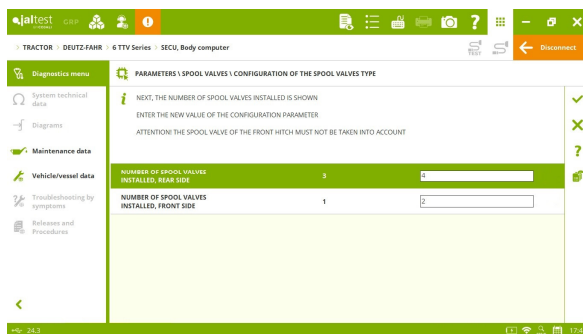 jaltest GRP
?
TRACTOR > DEUTZ-FAHR > 6 TTV Series > SECU, Body computer
TEST
Disconnect
Diagnostics menu
PARAMETERS \ SPOOL VALVES \ CONFIGURATION OF THE SPOOL VALVES TYPE
System technical
data
NEXT, THE NUMBER OF SPOOL VALVES INSTALLED IS SHOWN
ENTER THE NEW VALUE OF THE CONFIGURATION PARAMETER
ATTENTION! THE SPOOL VALVE OF THE FRONT HITCH MUST NOT BE TAKEN INTO ACCOUNT
Diagrams
Maintenance data
?
Vehicle/vessel data
NUMBER OF SPOOL VALVES
INSTALLED, REAR SIDE 3 4
Troubleshooting by
symptoms
NUMBER OF SPOOL VALVES
INSTALLED, FRONT SIDE 1 2
Releases and
Procedures
24.3
17:4